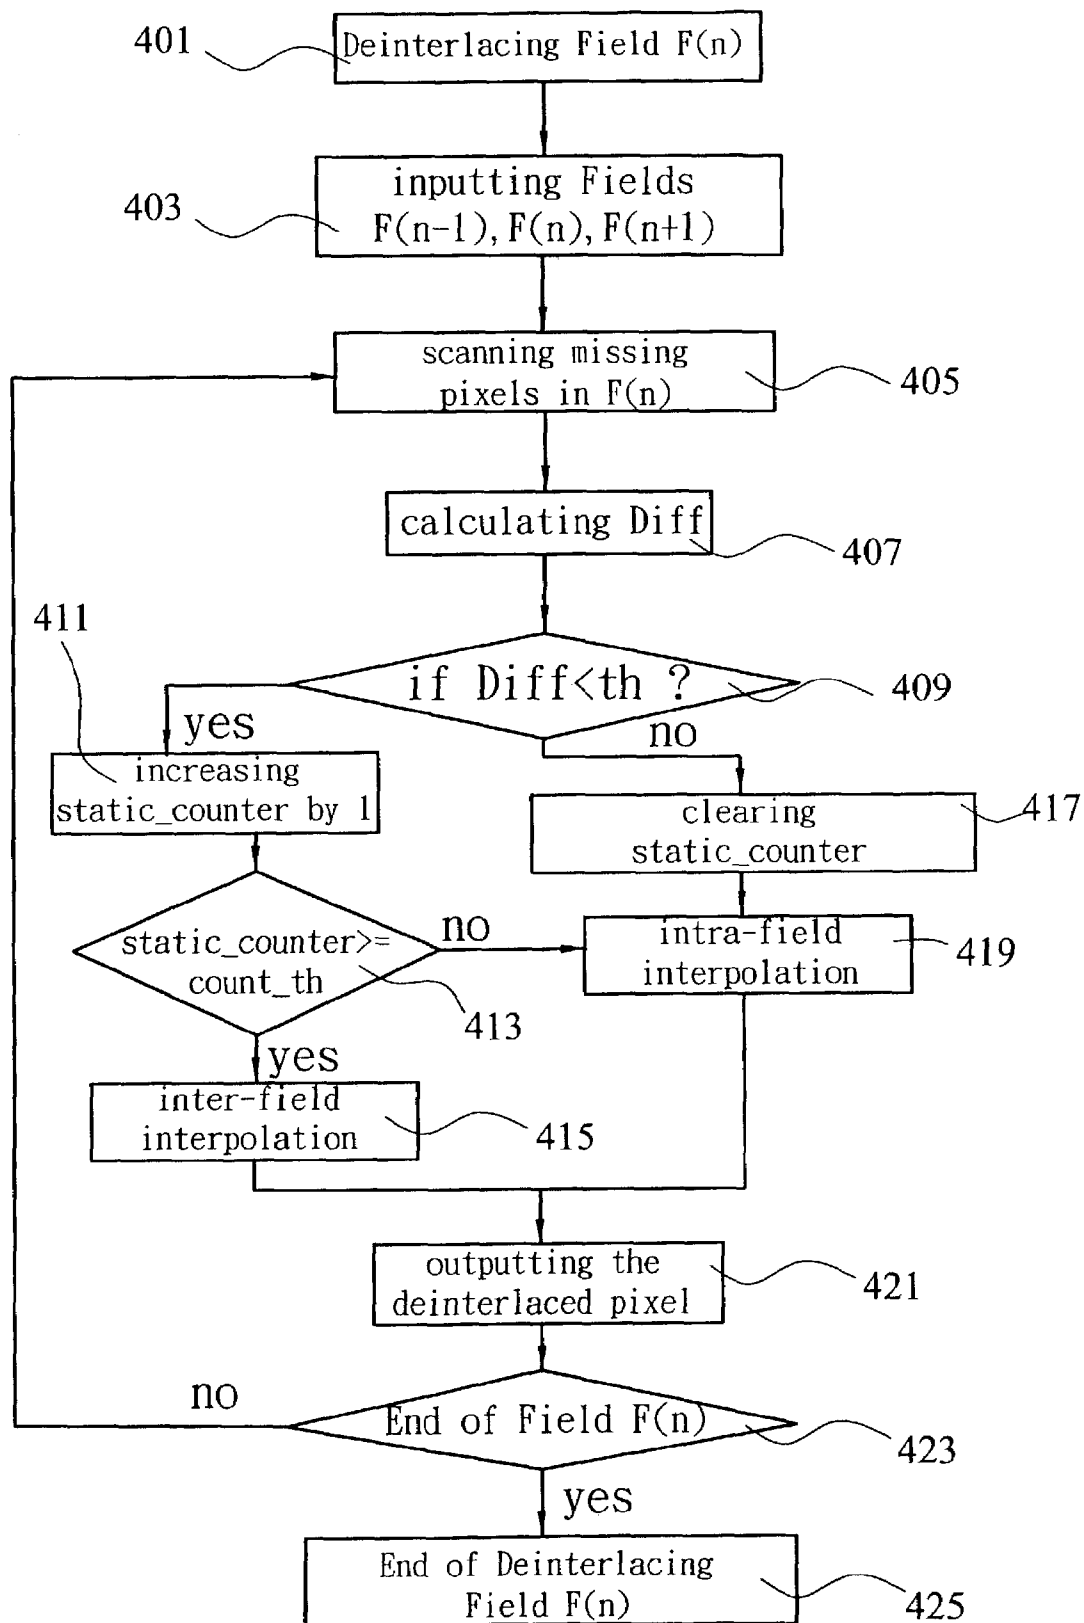 401
Deinterlacing Field F(n)
inputting Fields
F(n-1), F(n), F(n+1)
403
scanning missing
pixels in F(n)
405
calculating Diff
407
411
if Diff<th ?
409
yes
no
increasing
static_counter by 1
clearing
static_counter
417
static_counter>=
count_th
no
413
intra-field
interpolation
419
yes
inter-field
interpolation
415
outputting the
deinterlaced pixel
421
no
End of Field F(n)
423
yes
End of Deinterlacing
Field F(n)
425